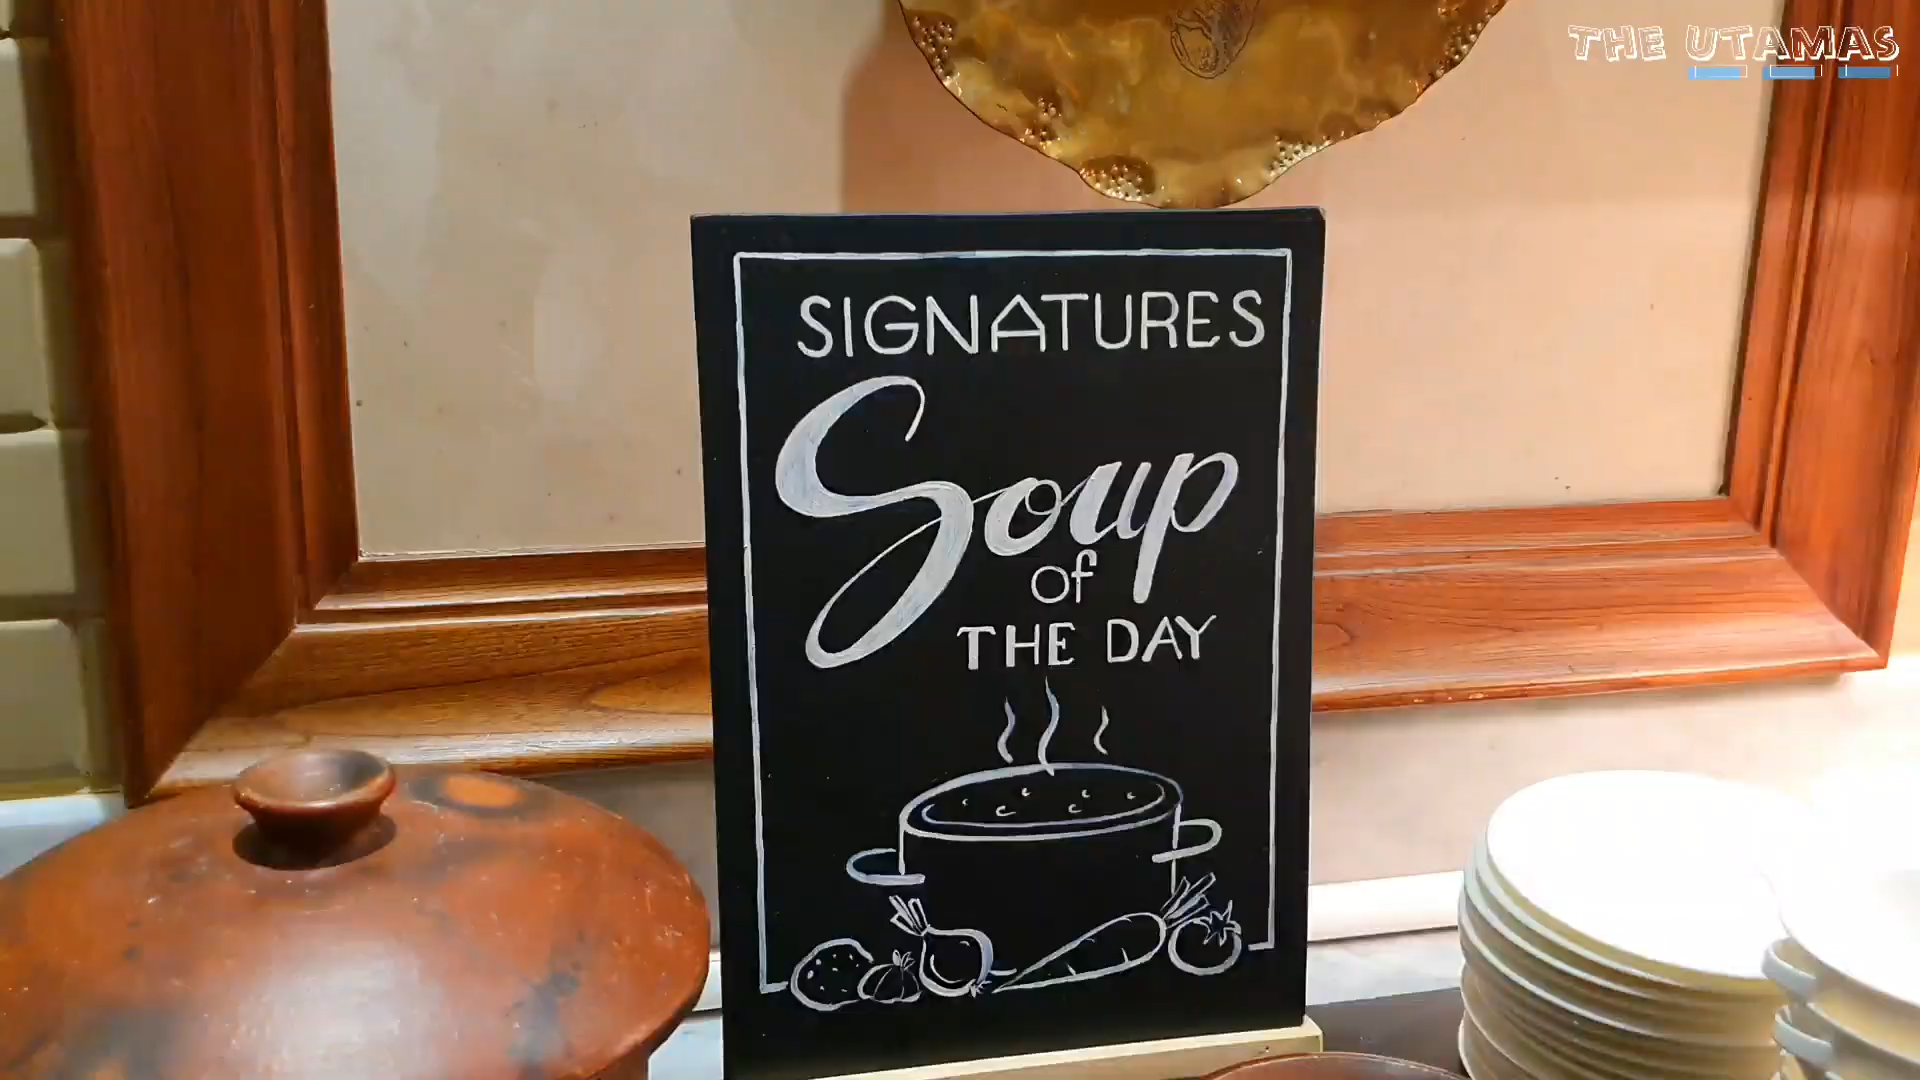 THE UTAMAS
SIGNATURES
Soup
of
THE DAY